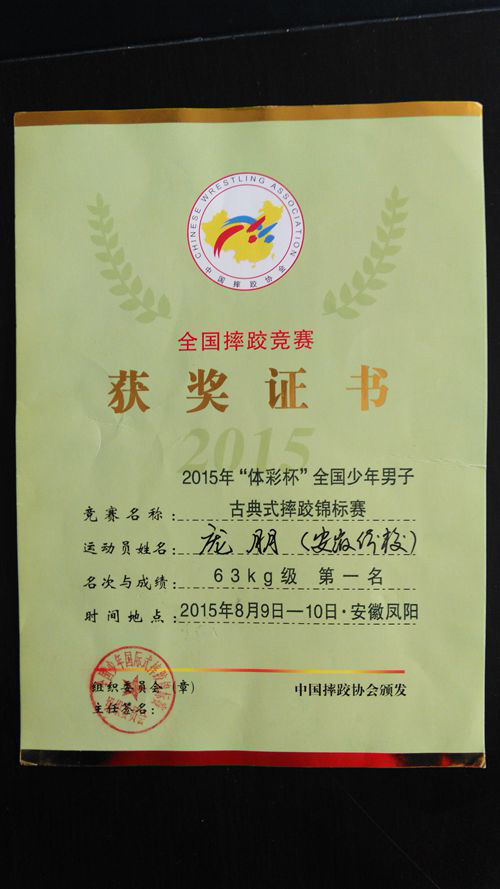 CHINESE WRESTLING ASSOCIATION
中国摔跤协会
全国摔跤竞赛
获奖证书
2015
2015年“体彩杯”全国少年男子
竞赛名称：古典式摔跤锦标赛
运动员姓名：庞朋（安徽体校）
名次与成绩：63kg级 第一名
时间地点：2015年8月9日—10日·安徽凤阳
组织委员会（章） 中国摔跤协会颁发
主任签名：